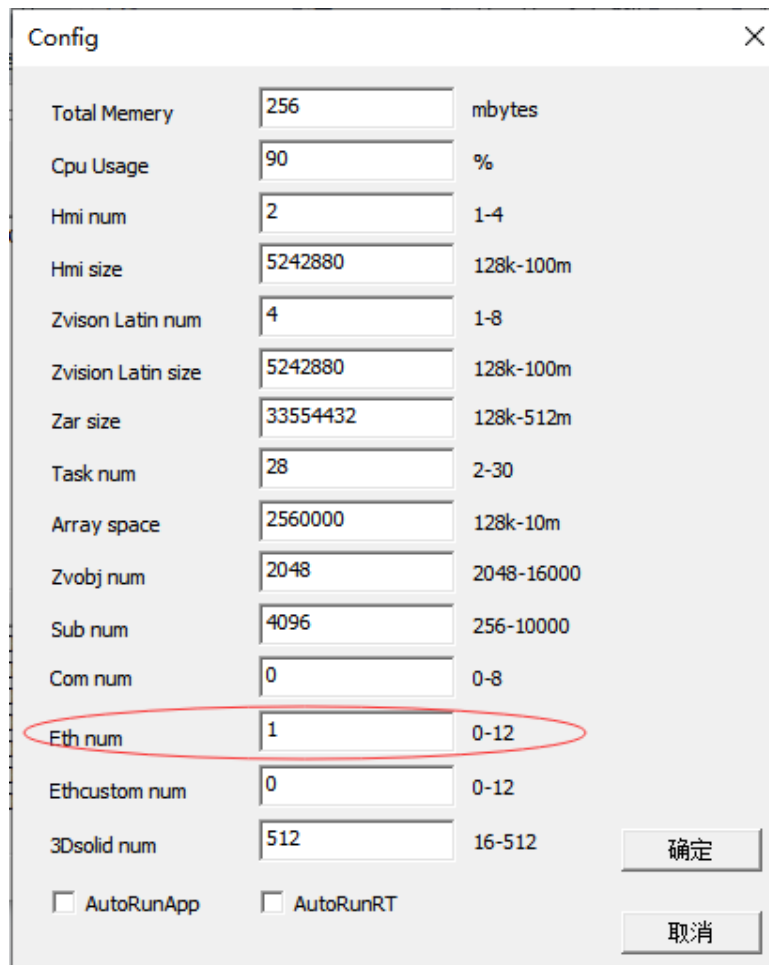 Config
Total Memery 256 mbytes
Cpu Usage 90 %
Hmi num 2 1-4
Hmi size 5242880 128k-100m
Zvison Latin num 4 1-8
Zvision Latin size 5242880 128k-100m
Zar size 33554432 128k-512m
Task num 28 2-30
Array space 2560000 128k-10m
Zvobj num 2048 2048-16000
Sub num 4096 256-10000
Com num 0 0-8
Eth num 1 0-12
Ethcustom num 0 0-12
3Dsolid num 512 16-512
确定
AutoRunApp AutoRunRT
取消